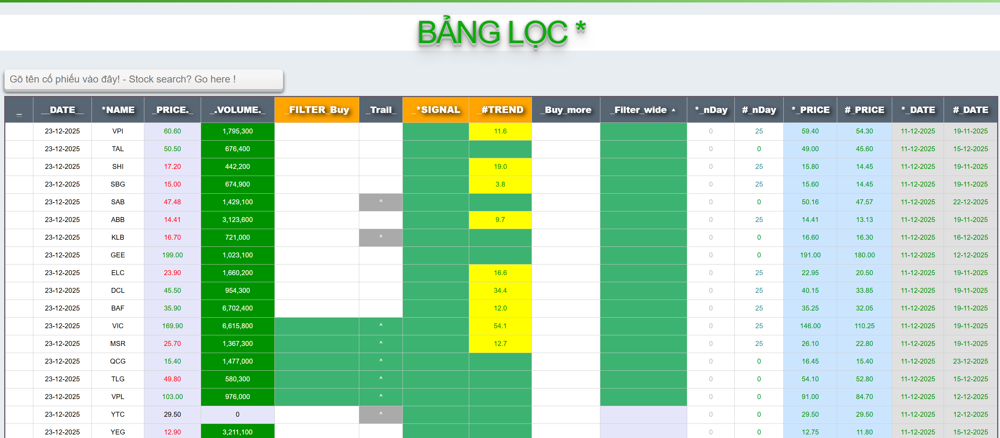 BẢNG LỌC *
Gõ tên cố phiếu vào đây! - Stock search? Go here !
_ __DATE__ *NAME _PRICE._ _.VOLUME._ _FILTER_Buy _Trail_ _*SIGNAL _#TREND _Buy_more _Filter_wide ▲ *_nDay #_nDay *_PRICE #_PRICE *_DATE #_DATE
23-12-2025 VPI 60.60 1,795,300 11.6 0 25 59.40 54.30 11-12-2025 19-11-2025
23-12-2025 TAL 50.50 676,400 0 0 49.00 45.60 11-12-2025 15-12-2025
23-12-2025 SHI 17.20 442,200 19.0 0 25 15.80 14.45 11-12-2025 19-11-2025
23-12-2025 SBG 15.00 674,900 3.8 0 25 15.60 14.45 11-12-2025 19-11-2025
23-12-2025 SAB 47.48 1,429,100 ^ 0 0 50.16 47.57 11-12-2025 22-12-2025
23-12-2025 ABB 14.41 3,123,600 9.7 0 25 14.41 13.13 11-12-2025 19-11-2025
23-12-2025 KLB 16.70 721,000 ^ 0 0 16.60 16.30 11-12-2025 16-12-2025
23-12-2025 GEE 199.00 1,023,100 0 0 191.00 180.00 11-12-2025 12-12-2025
23-12-2025 ELC 23.90 1,660,200 16.6 0 25 22.95 20.50 11-12-2025 19-11-2025
23-12-2025 DCL 45.50 954,300 34.4 0 25 40.15 33.85 11-12-2025 19-11-2025
23-12-2025 BAF 35.90 6,702,400 12.0 0 25 35.25 32.05 11-12-2025 19-11-2025
23-12-2025 VIC 169.90 6,615,800 ^ 54.1 0 25 146.00 110.25 11-12-2025 19-11-2025
23-12-2025 MSR 25.70 1,367,300 ^ 12.7 0 25 26.10 22.80 11-12-2025 19-11-2025
23-12-2025 QCG 15.40 1,477,000 ^ 0 0 16.45 15.40 11-12-2025 23-12-2025
23-12-2025 TLG 49.80 580,300 ^ 0 0 54.10 52.80 11-12-2025 15-12-2025
23-12-2025 VPL 103.00 976,000 ^ 0 0 91.00 84.70 11-12-2025 12-12-2025
23-12-2025 YTC 29.50 0 ^ 0 0 29.50 29.50 11-12-2025 12-12-2025
23-12-2025 YEG 12.90 3,211,100 0 0 12.75 11.80 11-12-2025 15-12-2025